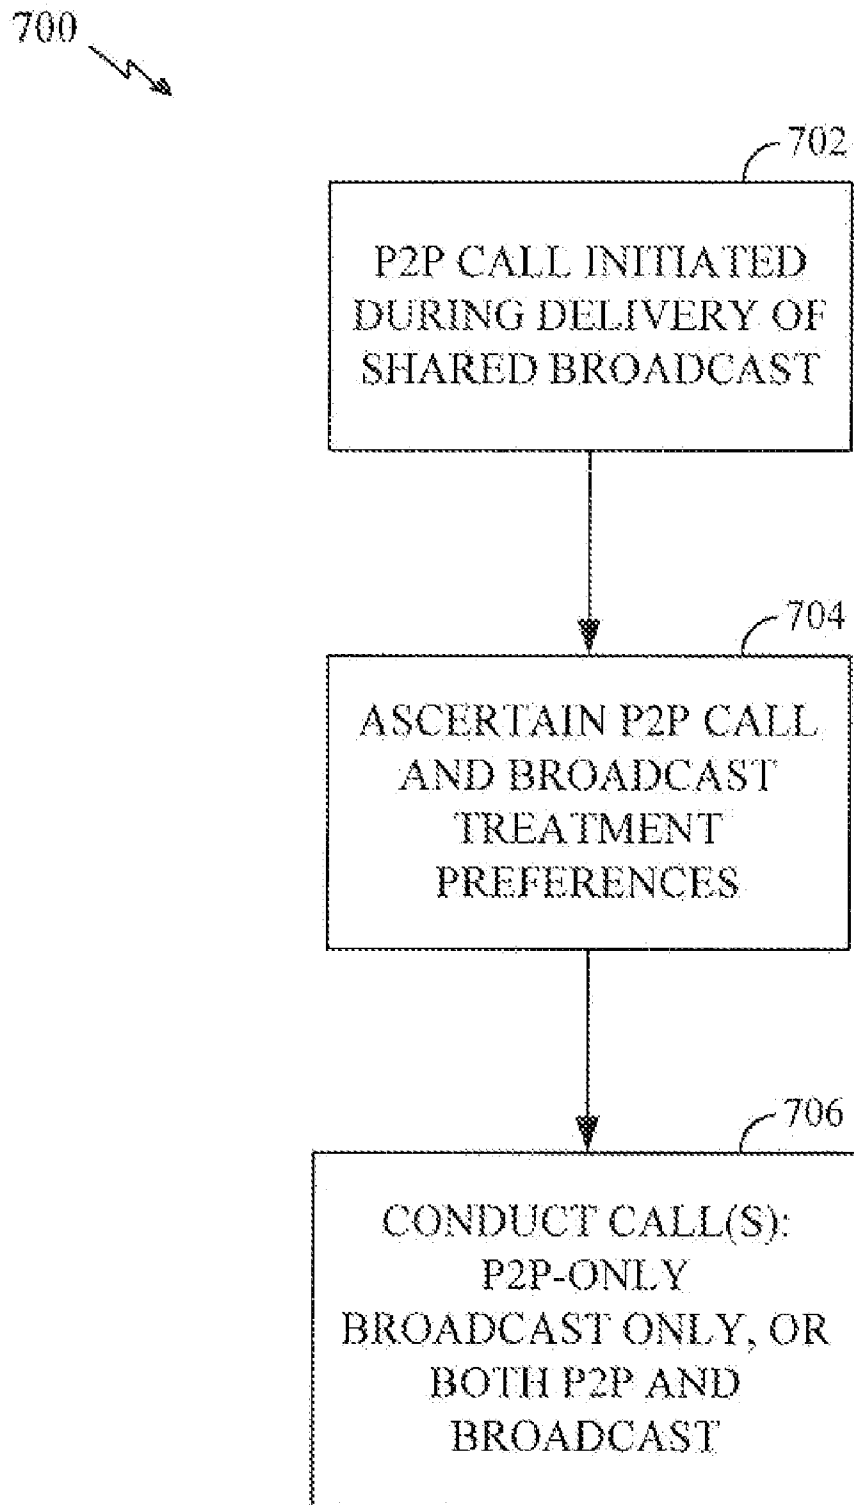 700
702
P2P CALL INITIATED
DURING DELIVERY OF
SHARED BROADCAST
704
ASCERTAIN P2P CALL
AND BROADCAST
TREATMENT
PREFERENCES
706
CONDUCT CALL(S):
P2P-ONLY
BROADCAST ONLY, OR
BOTH P2P AND
BROADCAST